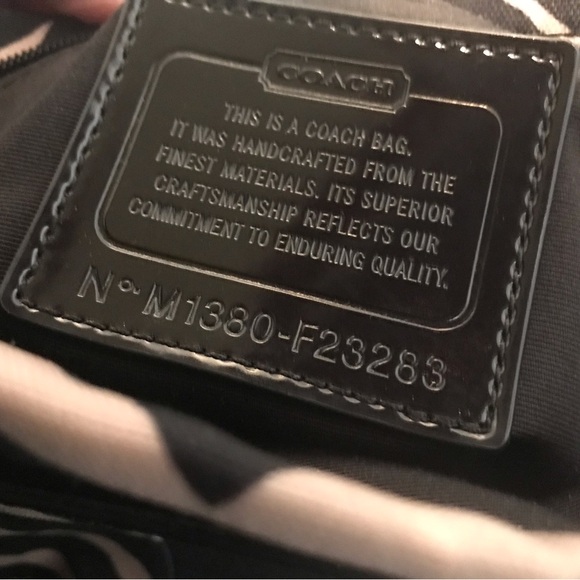 COACH
THIS IS A COACH BAG.
IT WAS HANDCRAFTED FROM THE
FINEST MATERIALS. ITS SUPERIOR
CRAFTSMANSHIP REFLECTS OUR
COMMITMENT TO ENDURING QUALITY.
No. M1380-F23283